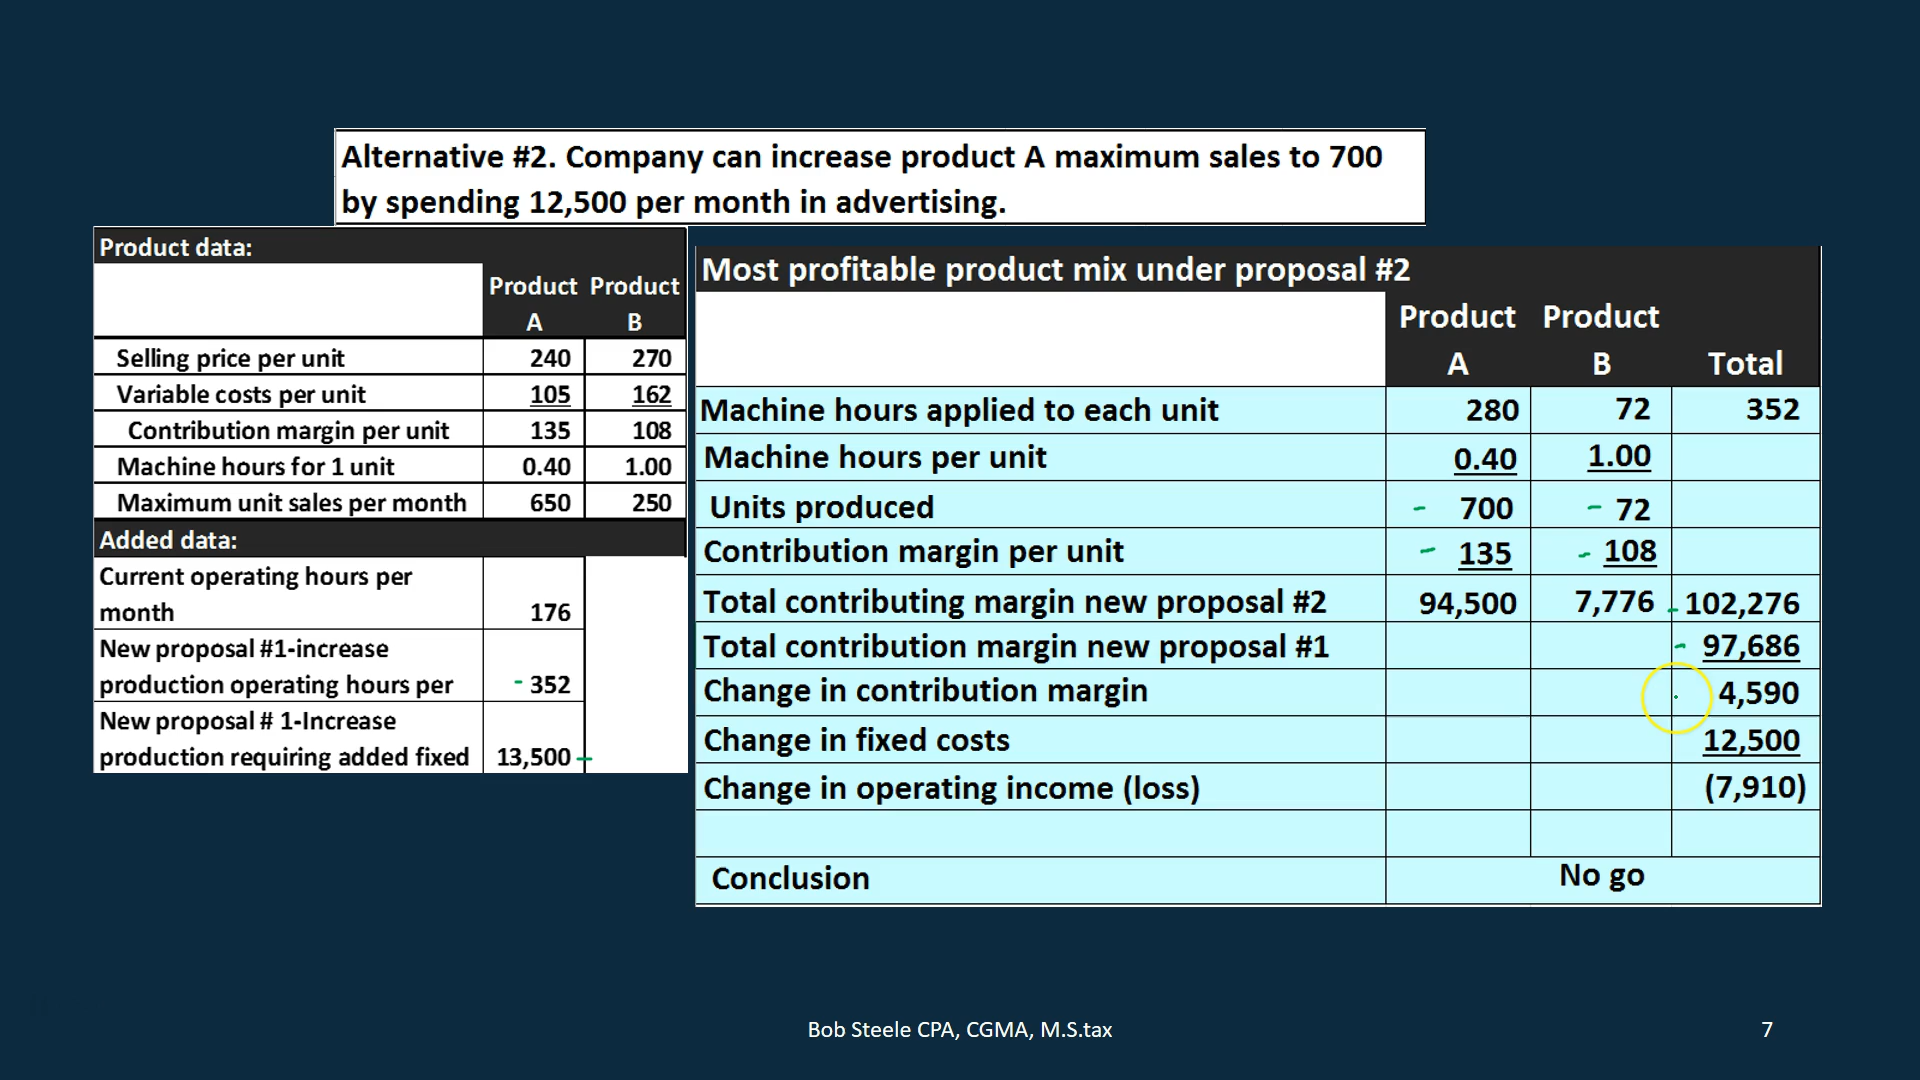 Alternative #2. Company can increase product A maximum sales to 700
by spending 12,500 per month in advertising.
Product data:
Product Product
A B
Selling price per unit 240 270
Variable costs per unit 105 162
Contribution margin per unit 135 108
Machine hours for 1 unit 0.40 1.00
Maximum unit sales per month 650 250
Added data:
Current operating hours per
month 176
New proposal #1-increase
production operating hours per 352
New proposal # 1-Increase
production requiring added fixed 13,500
Most profitable product mix under proposal #2
Product Product
A B Total
Machine hours applied to each unit 280 72 352
Machine hours per unit 0.40 1.00
Units produced 700 72
Contribution margin per unit 135 108
Total contributing margin new proposal #2 94,500 7,776 102,276
Total contribution margin new proposal #1 97,686
Change in contribution margin 4,590
Change in fixed costs 12,500
Change in operating income (loss) (7,910)
Conclusion No go
Bob Steele CPA, CGMA, M.S.tax
7